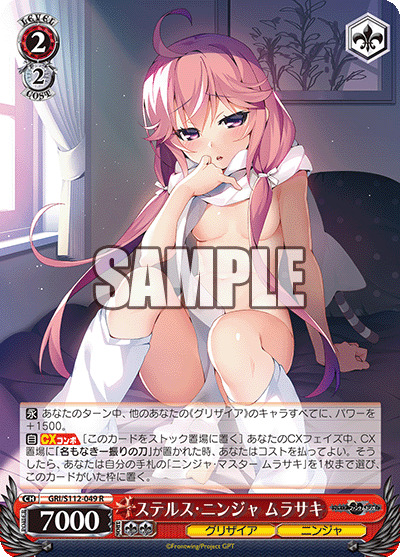 LEVEL
2
2
COST
SAMPLE
永 あなたのターン中、他のあなたの《グリザイア》のキャラすべてに、パワーを
+1500。
自 CXコンボ [このカードをストック置場に置く] あなたのCXフェイズ中、CX
置場に「名もなき一振りの刀」が置かれた時、あなたはコストを払ってよい。そう
したら、あなたは自分の手札の「ニンジャ・マスター ムラサキ」を1枚まで選び、
このカードがいた枠に置く。
CH GRI/S112-049 R
7000
ステルス・ニンジャ ムラサキ
グリザイア
ニンジャ
©Frontwing/Project GPT